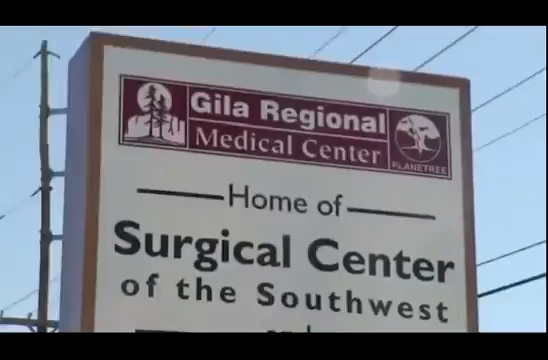 Gila Regional
Medical Center
PLANETREE
Home of
Surgical Center
of the Southwest